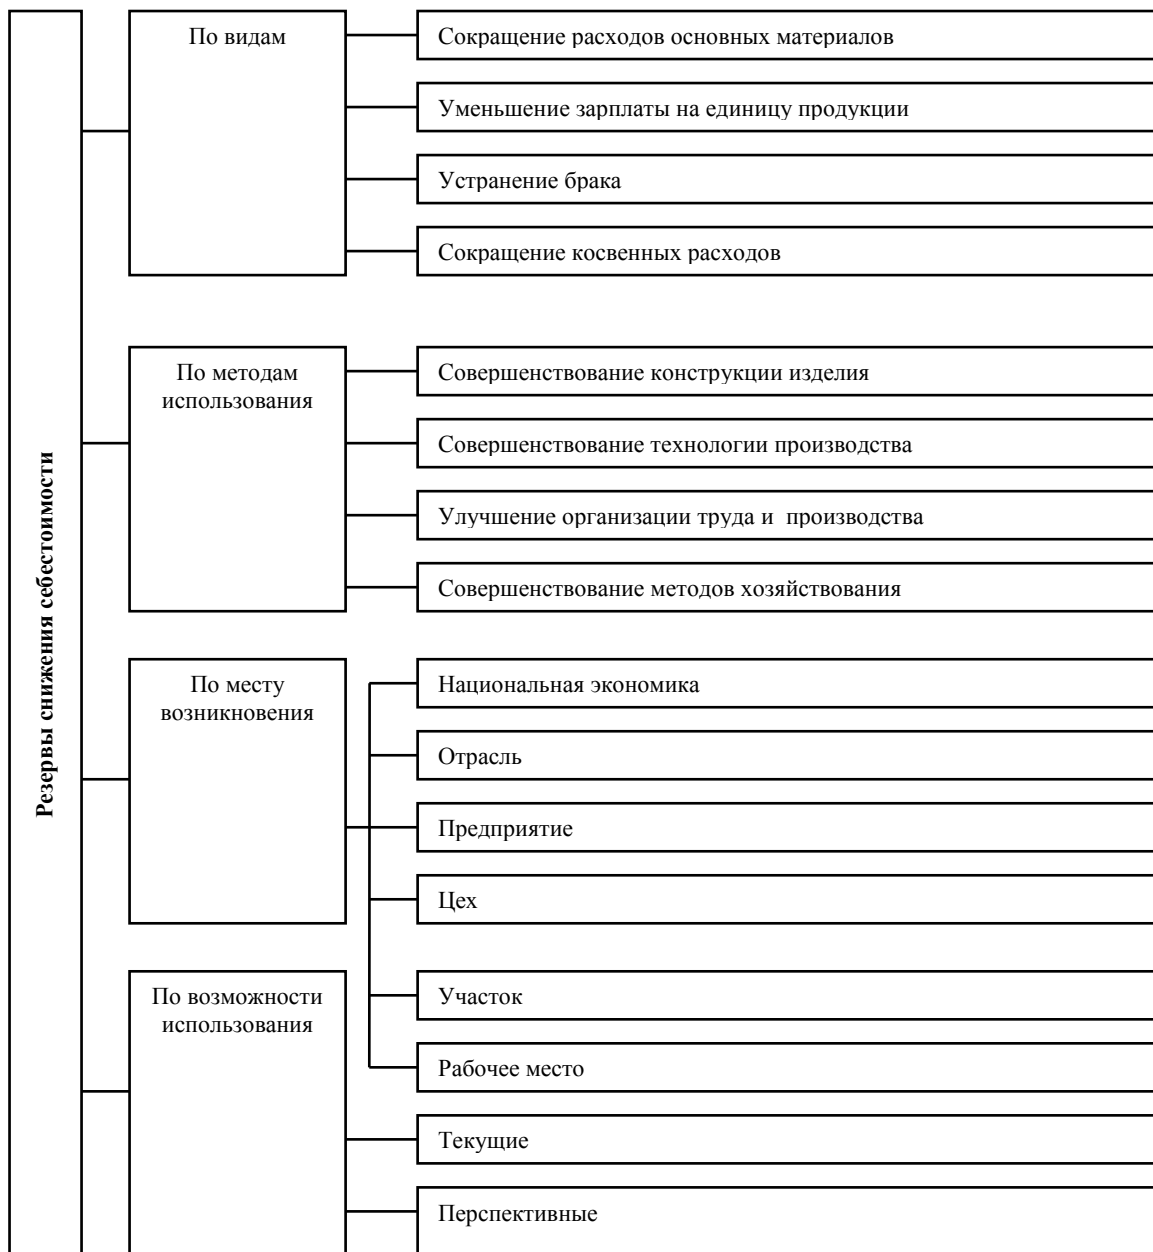 Резервы снижения себестоимости
По видам
Сокращение расходов основных материалов
Уменьшение зарплаты на единицу продукции
Устранение брака
Сокращение косвенных расходов
По методам
использования
Совершенствование конструкции изделия
Совершенствование технологии производства
Улучшение организации труда и производства
Совершенствование методов хозяйствования
По месту
возникновения
Национальная экономика
Отрасль
Предприятие
Цех
Участок
Рабочее место
По возможности
использования
Текущие
Перспективные